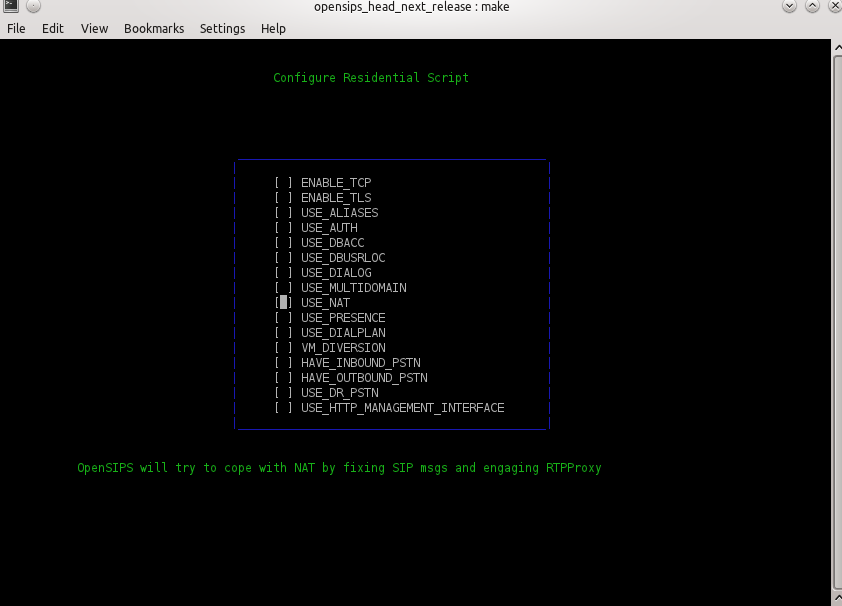 opensips_head_next_release : make
File Edit View Bookmarks Settings Help
Configure Residential Script
[ ] ENABLE_TCP
[ ] ENABLE_TLS
[ ] USE_ALIASES
[ ] USE_AUTH
[ ] USE_DBACC
[ ] USE_DBUSRLOC
[ ] USE_DIALOG
[ ] USE_MULTIDOMAIN
[ ] USE_NAT
[ ] USE_PRESENCE
[ ] USE_DIALPLAN
[ ] VM_DIVERSION
[ ] HAVE_INBOUND_PSTN
[ ] HAVE_OUTBOUND_PSTN
[ ] USE_DR_PSTN
[ ] USE_HTTP_MANAGEMENT_INTERFACE
OpenSIPS will try to cope with NAT by fixing SIP msgs and engaging RTPProxy